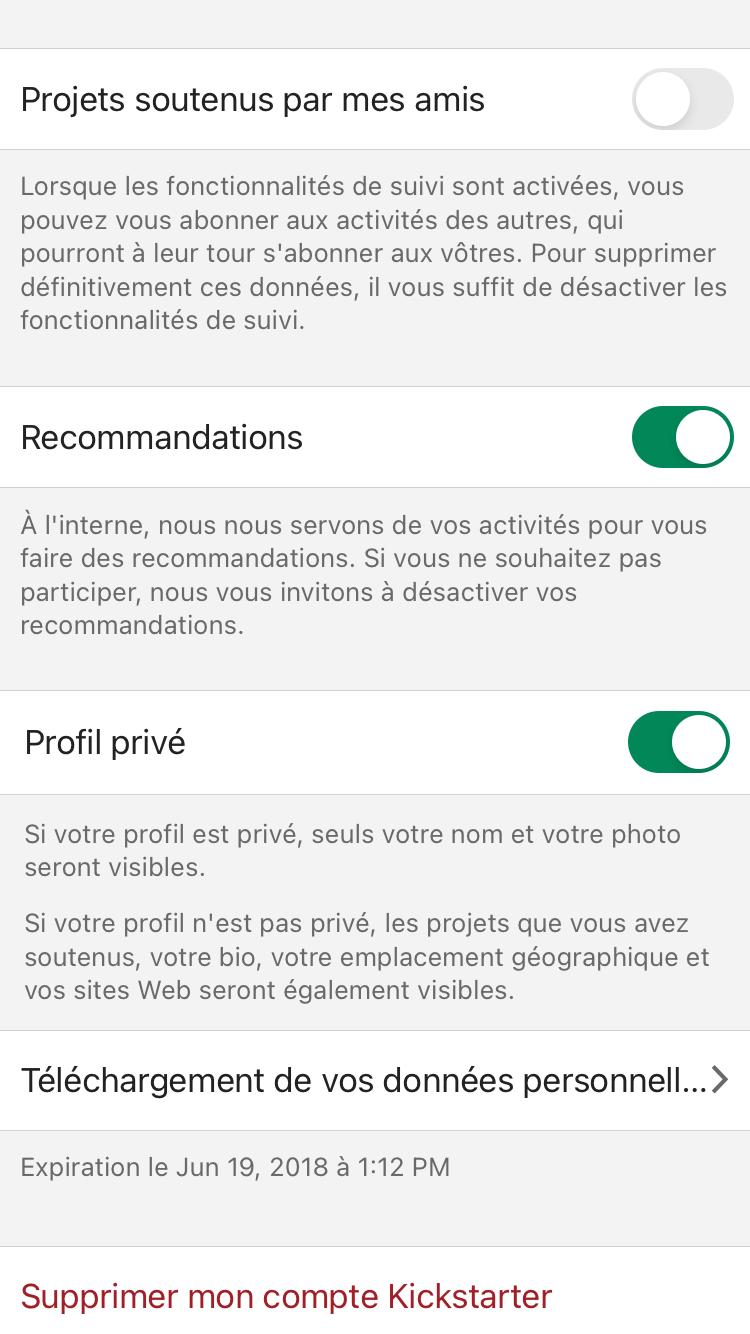 Projets soutenus par mes amis
Lorsque les fonctionnalités de suivi sont activées, vous
pouvez vous abonner aux activités des autres, qui
pourront à leur tour s'abonner aux vôtres. Pour supprimer
définitivement ces données, il vous suffit de désactiver les
fonctionnalités de suivi.
Recommandations
À l'interne, nous nous servons de vos activités pour vous
faire des recommandations. Si vous ne souhaitez pas
participer, nous vous invitons à désactiver vos
recommandations.
Profil privé
Si votre profil est privé, seuls votre nom et votre photo
seront visibles.
Si votre profil n'est pas privé, les projets que vous avez
soutenus, votre bio, votre emplacement géographique et
vos sites Web seront également visibles.
Téléchargement de vos données personnell...
Expiration le Jun 19, 2018 à 1:12 PM
Supprimer mon compte Kickstarter